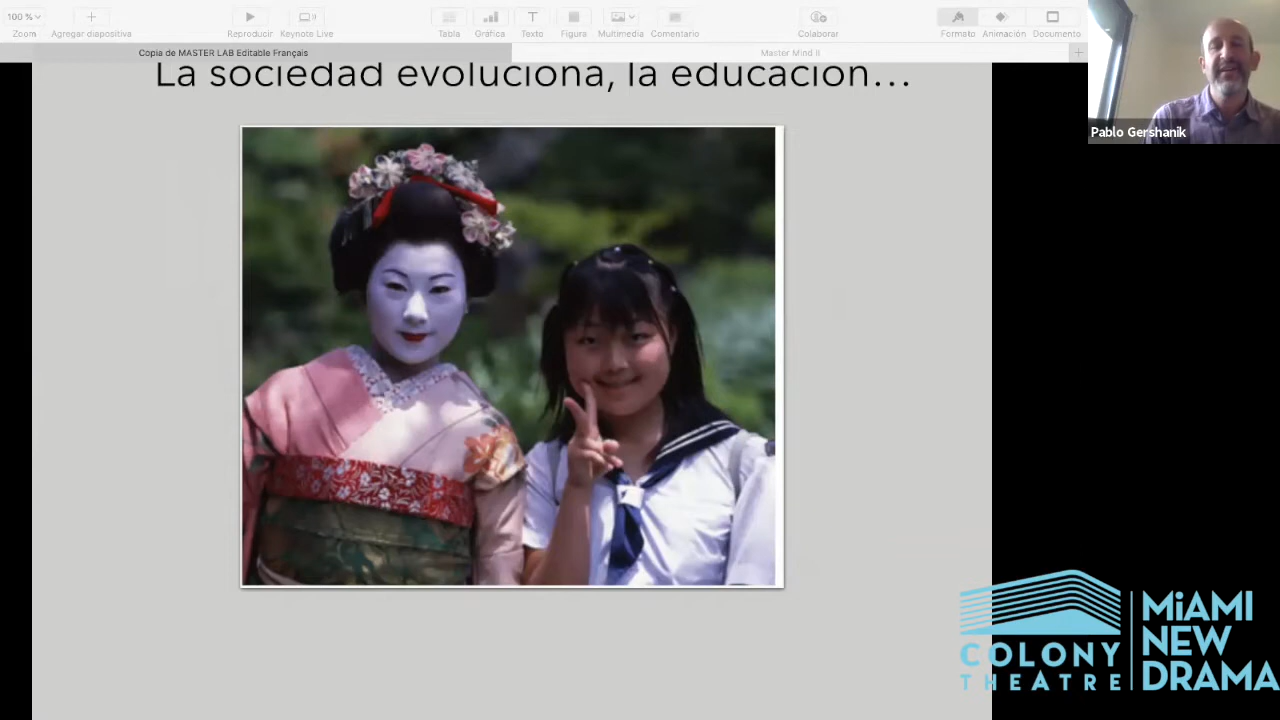 100 %
Zoom
Agregar diapositiva
Reproducir
Keynote Live
Tabla
Gráfica
Texto
Figura
Multimedia
Comentario
Colaborar
Formato
Animación
Documento
Copia de MASTER LAB Editable Français
Master Mind II
La sociedad evoluciona, la educación…
Pablo Gershanik
COLONY
THEATRE
MiAMI
NEW
DRAMA